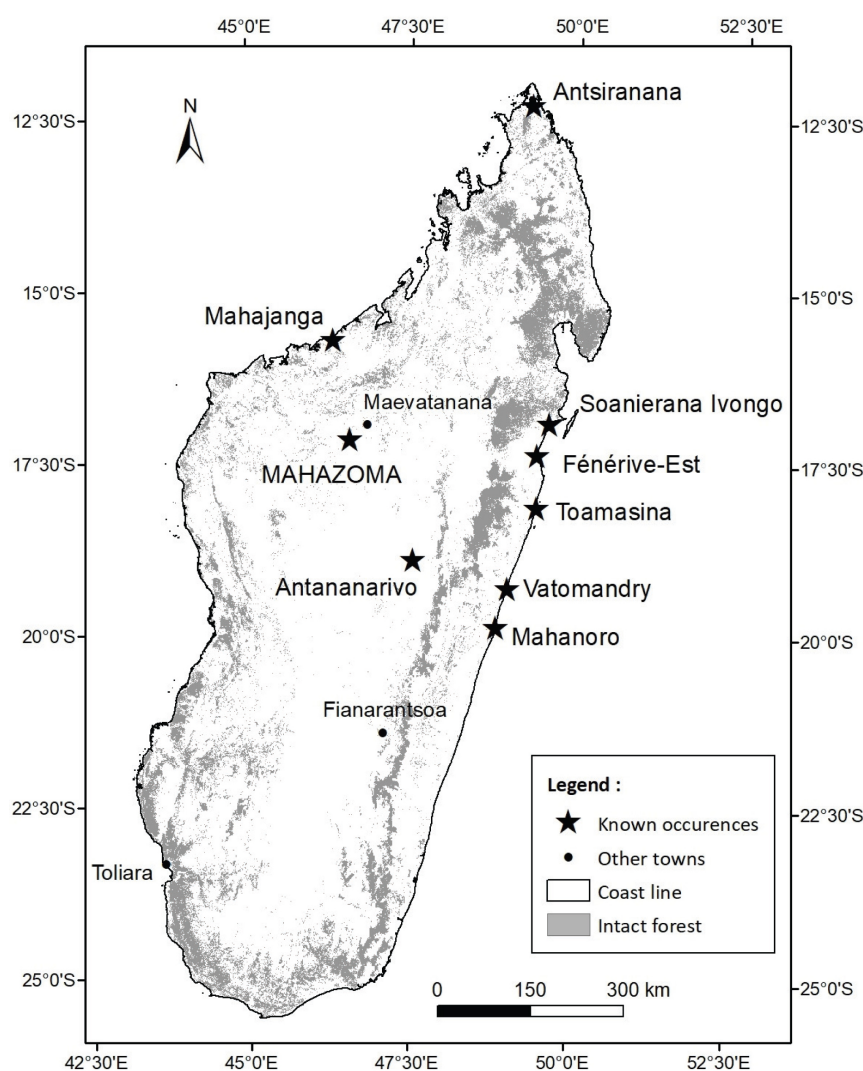 45°0'E 47°30'E 50°0'E 52°30'E
N
Antsiranana
12°30'S 12°30'S
15°0'S 15°0'S
Mahajanga
Maevatanana
Soanierana Ivongo
MAHAZOMA
Fénérive-Est
17°30'S 17°30'S
Toamasina
Antananarivo
Vatomandry
20°0'S 20°0'S
Mahanoro
Fianarantsoa
Legend :
Known occurences
Other towns
Coast line
Intact forest
22°30'S 22°30'S
Toliara
25°0'S 25°0'S
0 150 300 km
42°30'E 45°0'E 47°30'E 50°0'E 52°30'E